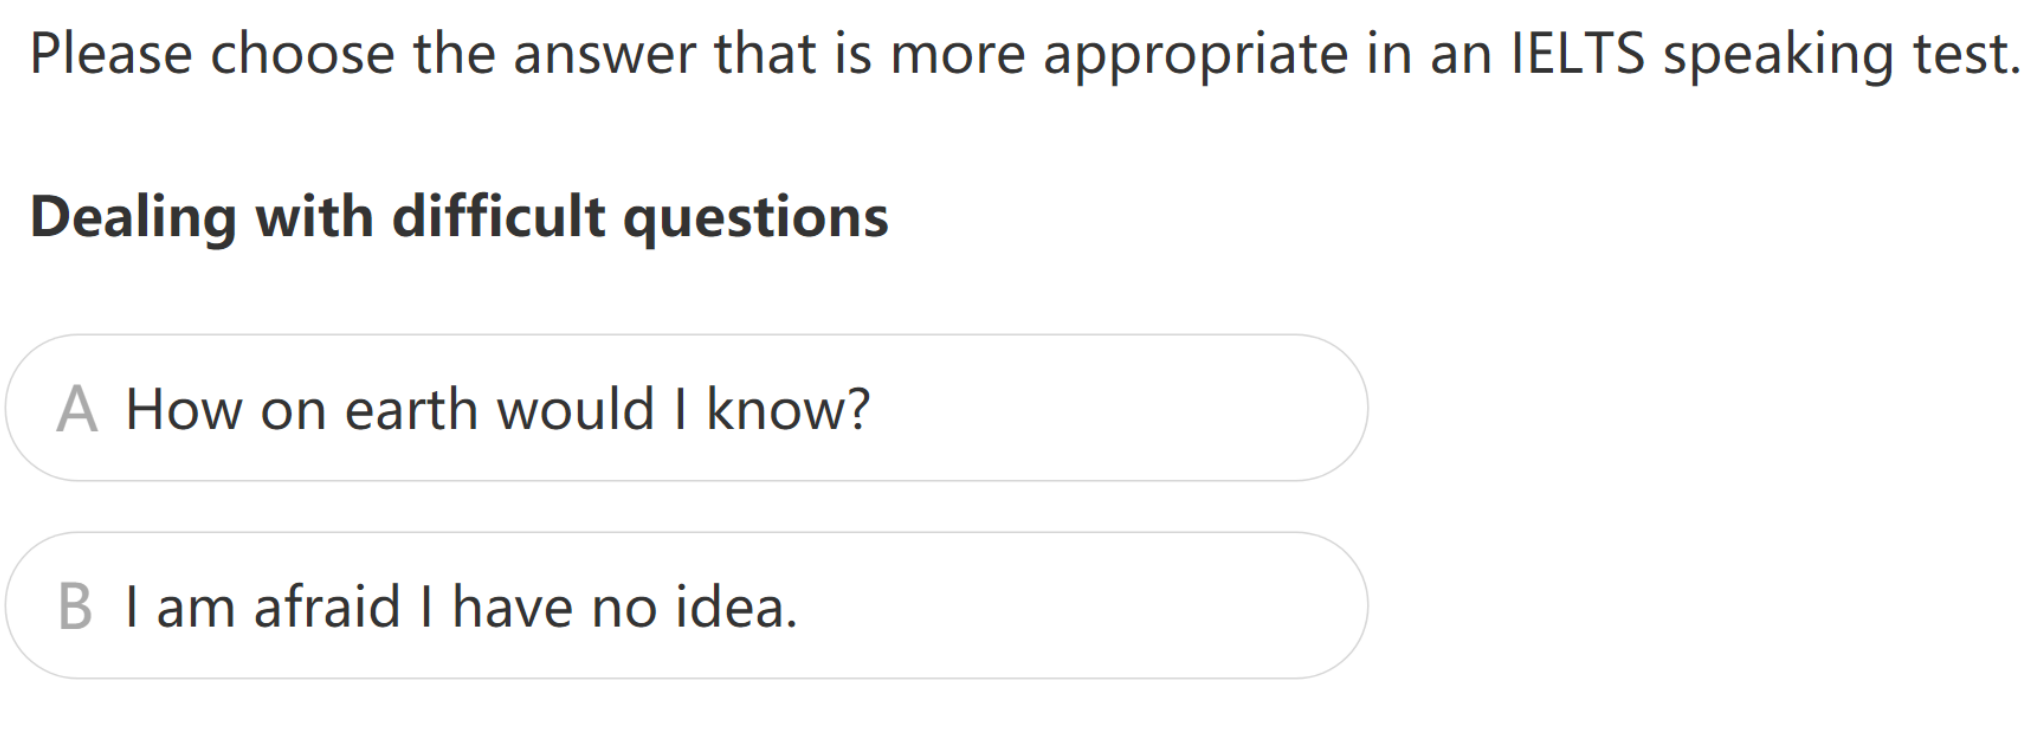 Please choose the answer that is more appropriate in an IELTS speaking test.
Dealing with difficult questions
A How on earth would I know?
B I am afraid I have no idea.